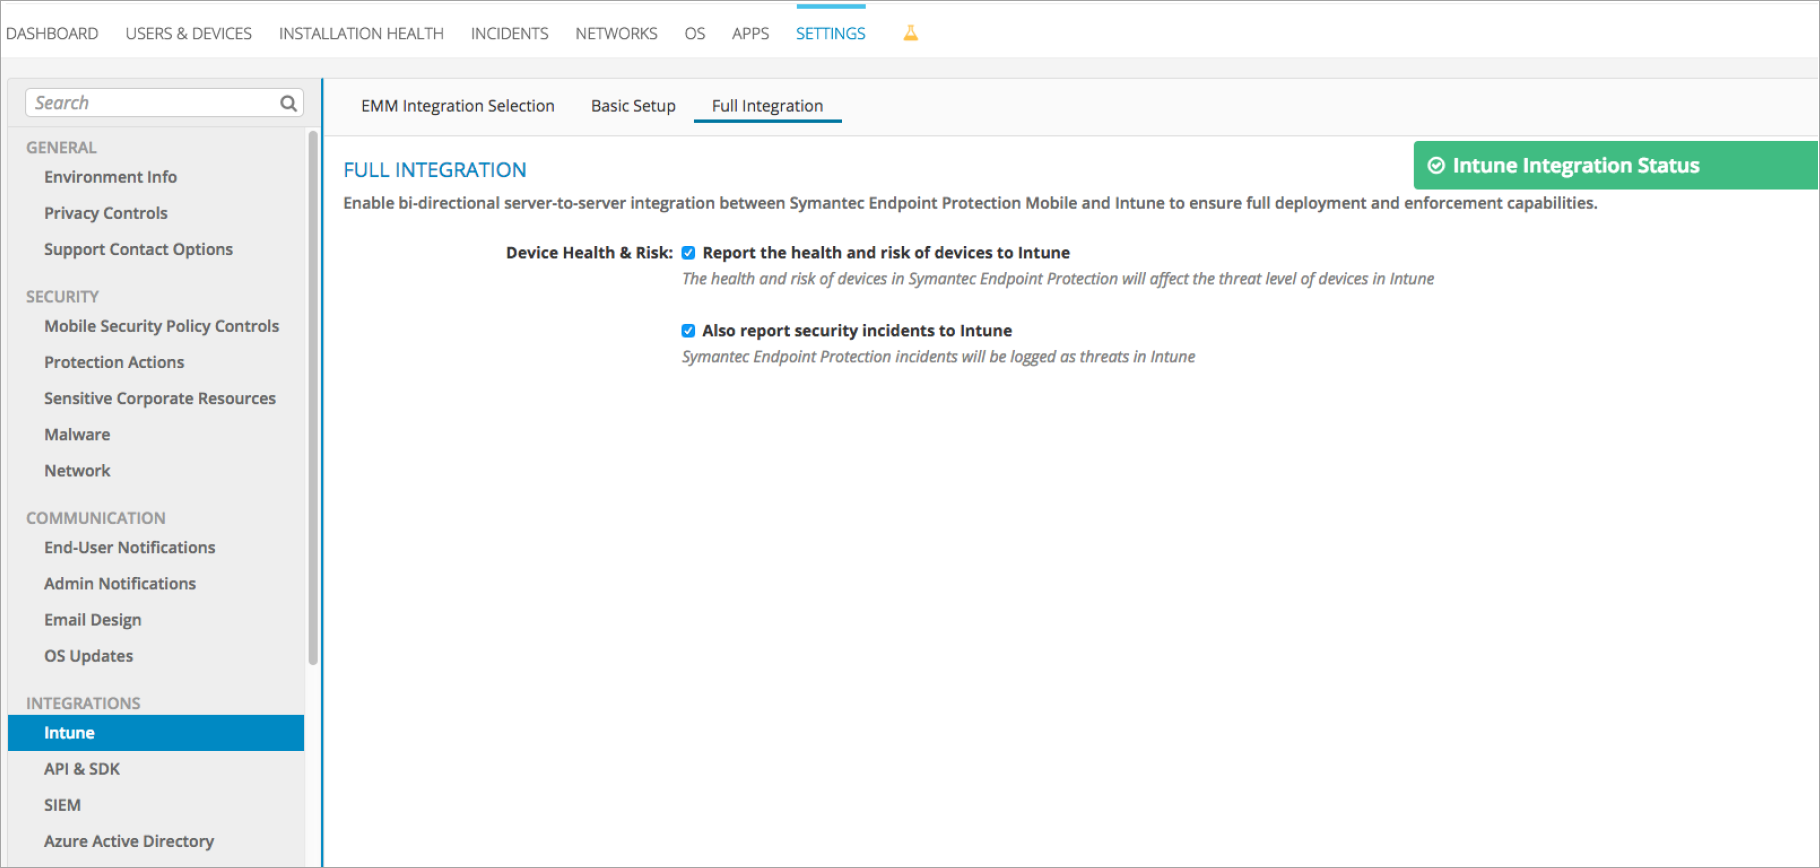 DASHBOARD USERS & DEVICES INSTALLATION HEALTH INCIDENTS NETWORKS OS APPS SETTINGS
Search
GENERAL
Environment Info
Privacy Controls
Support Contact Options
SECURITY
Mobile Security Policy Controls
Protection Actions
Sensitive Corporate Resources
Malware
Network
COMMUNICATION
End-User Notifications
Admin Notifications
Email Design
OS Updates
INTEGRATIONS
Intune
API & SDK
SIEM
Azure Active Directory
EMM Integration Selection Basic Setup Full Integration
FULL INTEGRATION
Intune Integration Status
Enable bi-directional server-to-server integration between Symantec Endpoint Protection Mobile and Intune to ensure full deployment and enforcement capabilities.
Device Health & Risk: Report the health and risk of devices to Intune
The health and risk of devices in Symantec Endpoint Protection will affect the threat level of devices in Intune
Also report security incidents to Intune
Symantec Endpoint Protection incidents will be logged as threats in Intune